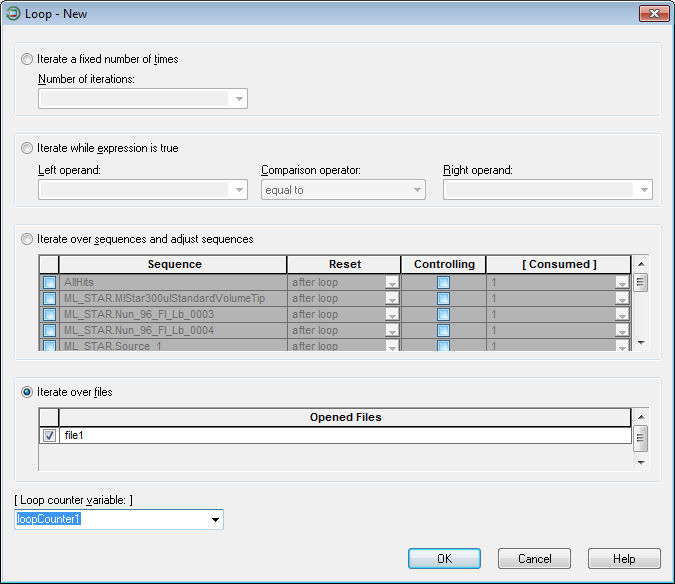 Loop - New
Iterate a fixed number of times
Number of iterations:
Iterate while expression is true
Left operand: Comparison operator: Right operand:
equal to
Iterate over sequences and adjust sequences
Sequence Reset Controlling [ Consumed ]
AllHits after loop 1
ML_STAR.MlStar300ulStandardVolumeTip after loop 1
ML_STAR.Nun_96_Fl_Lb_0003 after loop 1
ML_STAR.Nun_96_Fl_Lb_0004 after loop 1
ML_STAR.Source_1 after loop 1
Iterate over files
Opened Files
file1
[ Loop counter variable: ]
loopCounter1
OK Cancel Help